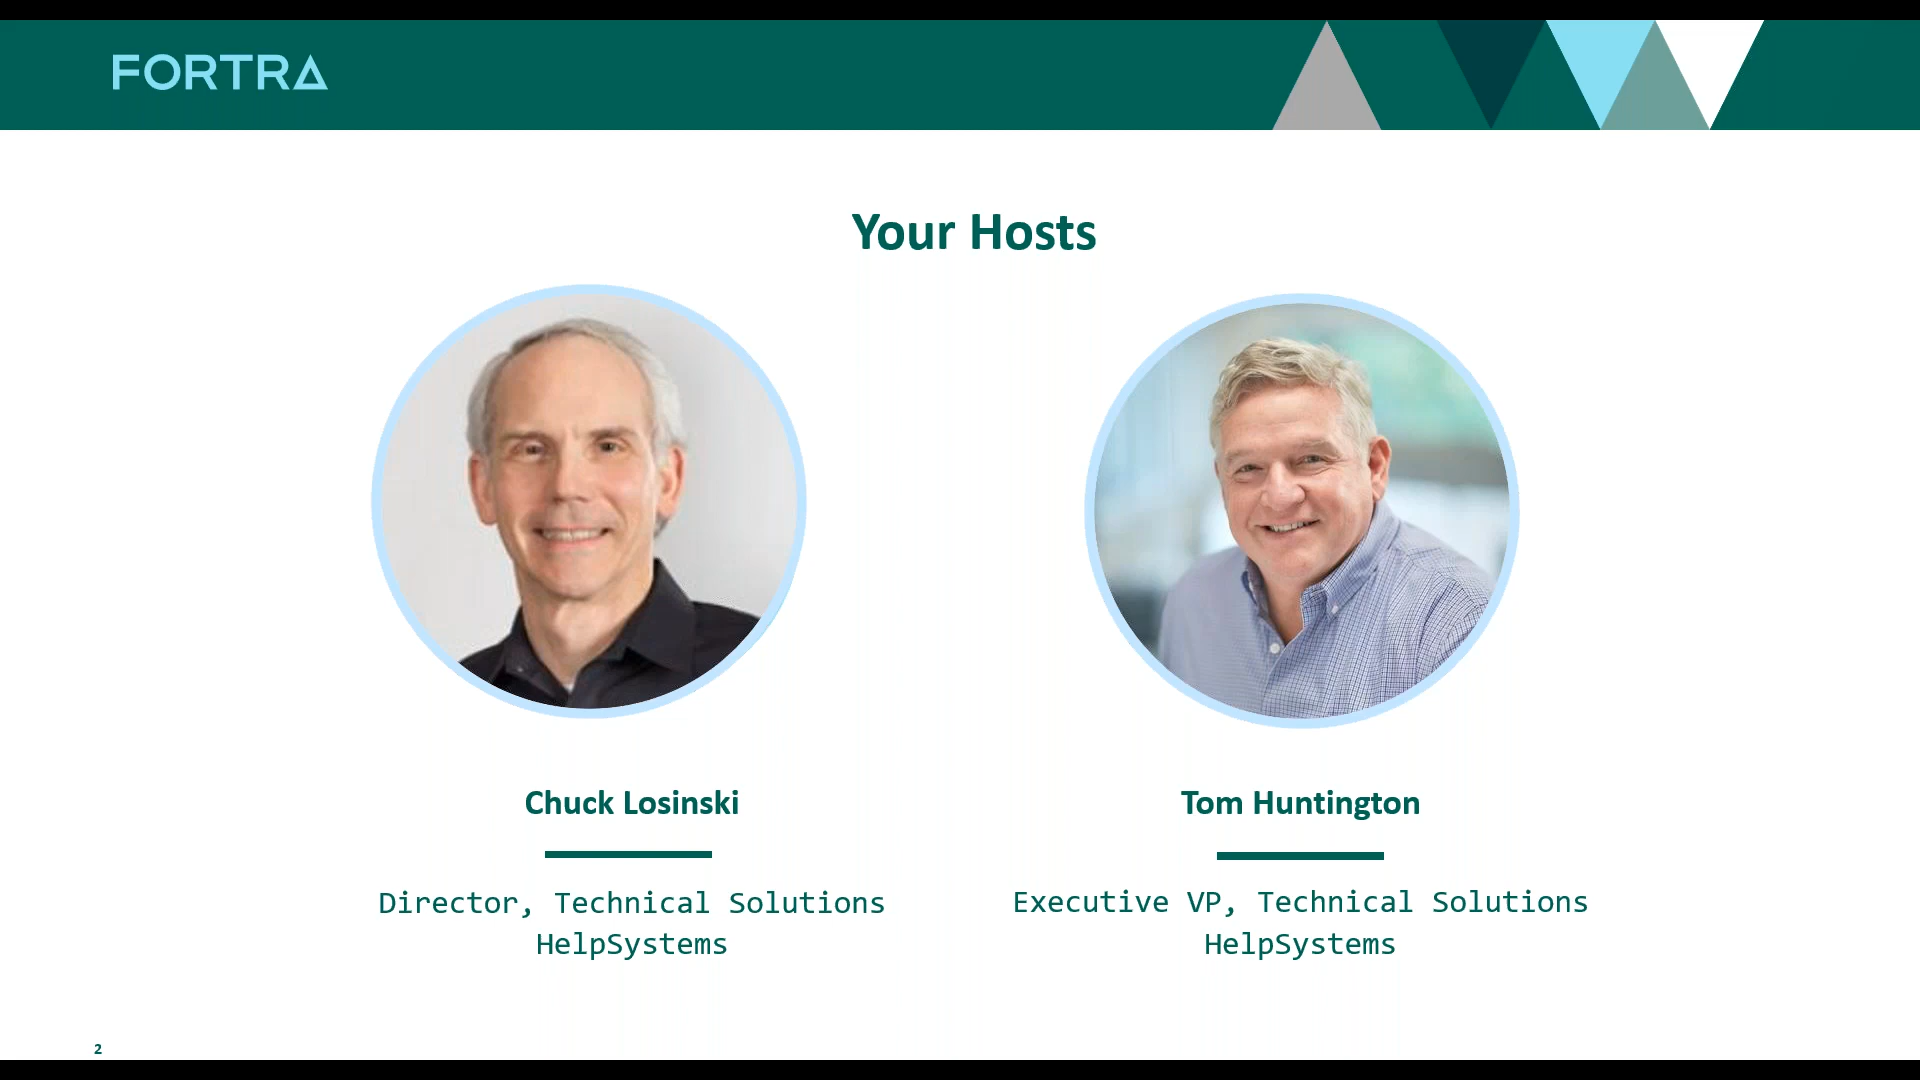 FORTRA
Your Hosts
Chuck Losinski
Tom Huntington
Director, Technical Solutions
HelpSystems
Executive VP, Technical Solutions
HelpSystems
2